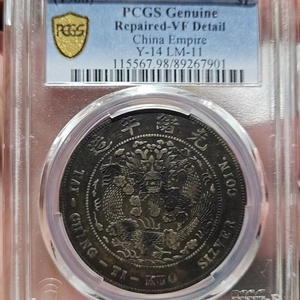 PCGS Genuine
Repaired-VF Detail
China Empire
Y-14 LM-11
115567.98/89267901
PCGS
造年緒光
TAI-CHING-TI-KUO SILVER COIN